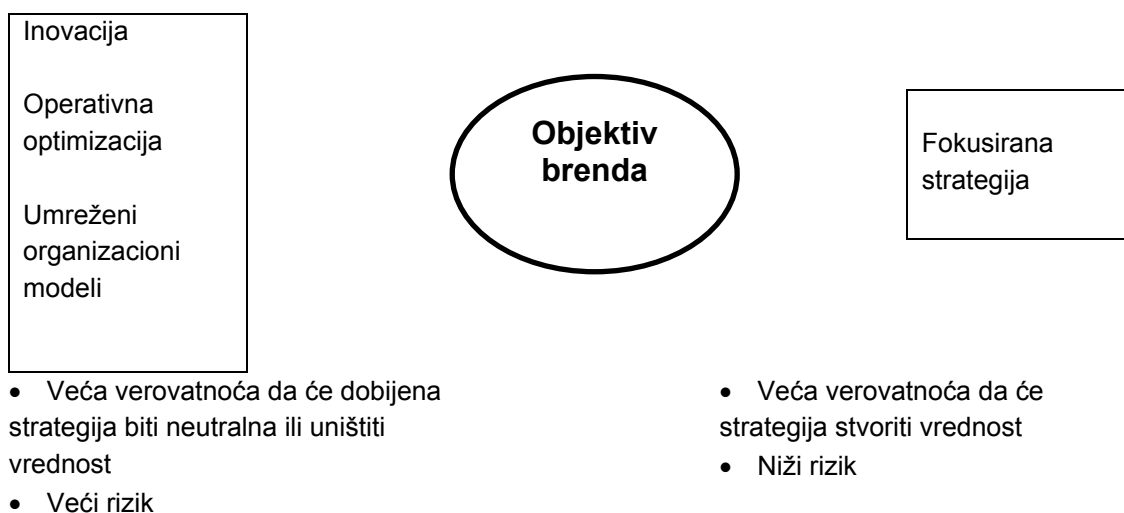 Inovacija
Operativna
optimizacija
Umreženi
organizacioni
modeli
Objektiv
brenda
Fokusirana
strategija
• Veća verovatnoća da će dobijena
strategija biti neutralna ili uništiti
vrednost
• Veći rizik
• Veća verovatnoća da će
strategija stvoriti vrednost
• Niži rizik